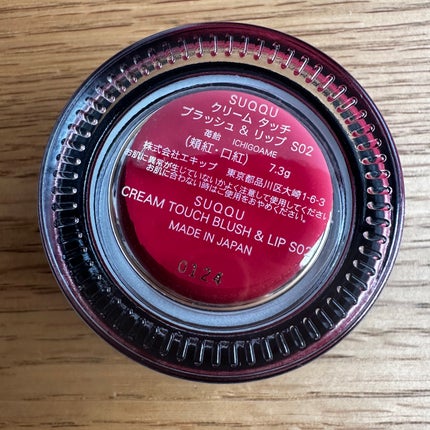 SUQQU
クリーム タッチ
ブラッシュ & リップ S02
苺飴 ICHIGOAME
(頬紅・口紅) 7.3g
株式会社エキップ 東京都品川区大崎1-6-3
お肌に異常が生じていないかよく注意して使用してください。
お肌に合わない時はご使用をおやめください。
SUQQU
CREAM TOUCH BLUSH & LIP S02
MADE IN JAPAN
0124